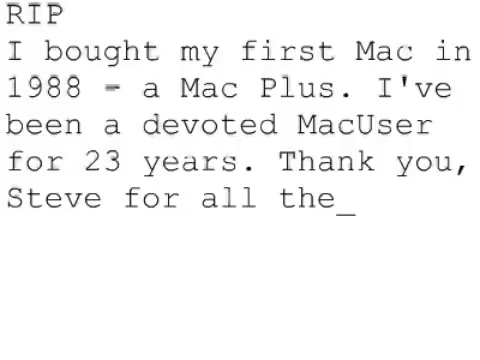 RIP
I bought my first Mac in
1988 - a Mac Plus. I've
been a devoted MacUser
for 23 years. Thank you,
Steve for all the_